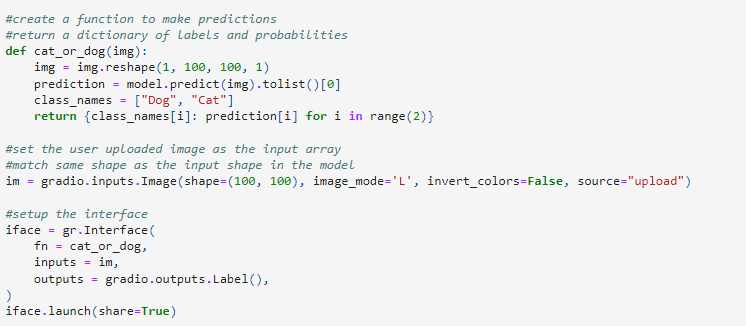 #create a function to make predictions
#return a dictionary of labels and probabilities
def cat_or_dog(img):
    img = img.reshape(1, 100, 100, 1)
    prediction = model.predict(img).tolist()[0]
    class_names = ["Dog", "Cat"]
    return {class_names[i]: prediction[i] for i in range(2)}
#set the user uploaded image as the input array
#match same shape as the input shape in the model
im = gradio.inputs.Image(shape=(100, 100), image_mode='L', invert_colors=False, source="upload")
#setup the interface
iface = gr.Interface(
    fn = cat_or_dog,
    inputs = im,
    outputs = gradio.outputs.Label(),
)
iface.launch(share=True)